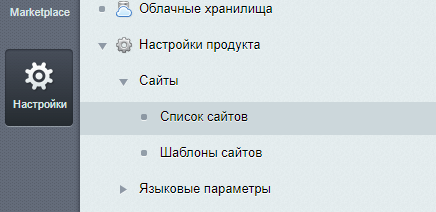 Marketplace
Настройки
Облачные хранилища
Настройки продукта
Сайты
Список сайтов
Шаблоны сайтов
Языковые параметры